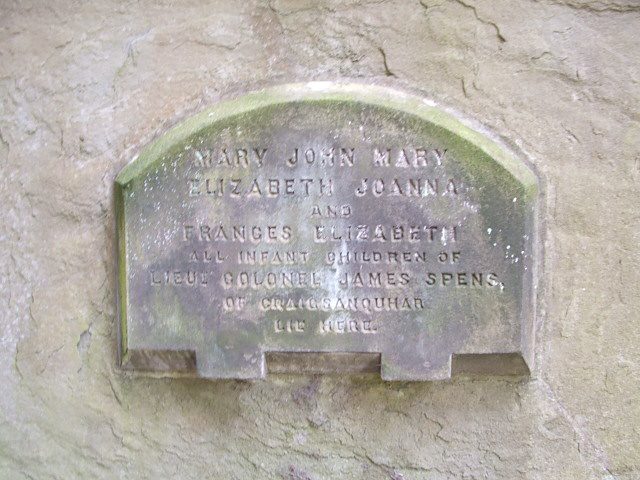 MARY JOHN MARY
ELIZABETH JOANNA
AND
FRANCES ELIZABETH
ALL INFANT CHILDREN OF
LIEUT COLONEL JAMES SPENS
OF CRAIGSANQUHAR
LIE HERE.